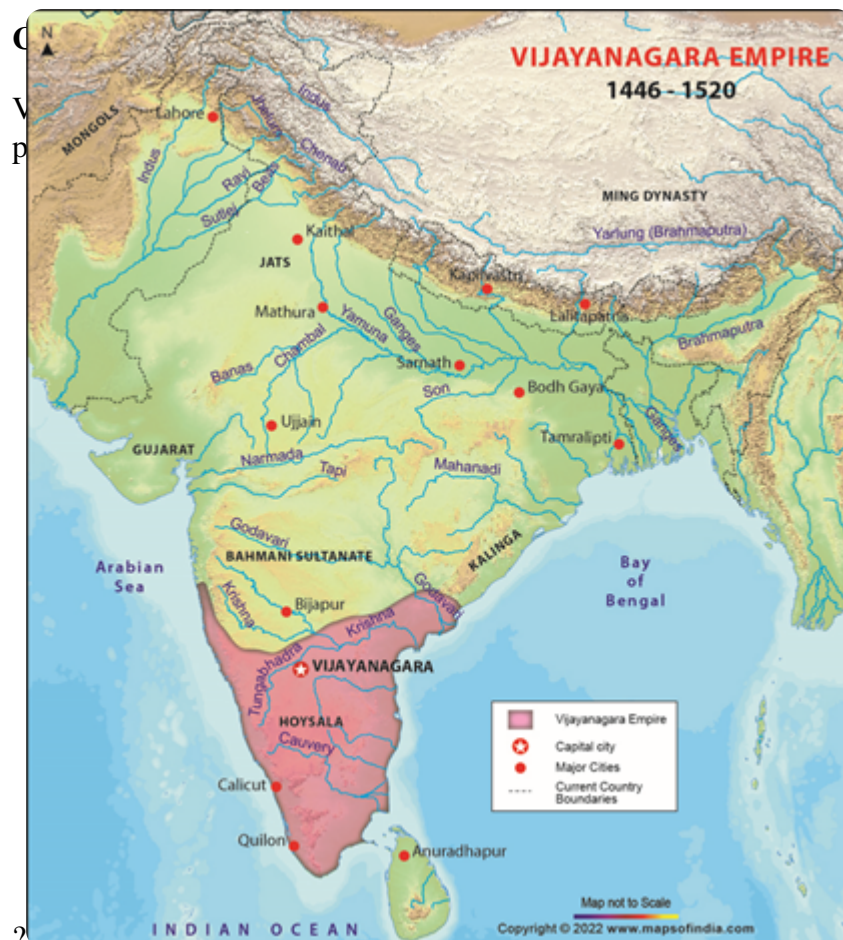 C
N
VIJAYANAGARA EMPIRE
1446 - 1520
V
p
MONGOLS
Lahore
Indus
Jhelum
Chenab
Indus
Ravi
Beas
Sutlej
MING DYNASTY
Yarlung (Brahmaputra)
Kaithal
JATS
Kapilvastu
Lalitapatna
Mathura
Yamuna
Ganges
Brahmaputra
Chambal
Banas
Sarnath
Son
Bodh Gaya
Ganges
Ujjain
Tamralipti
GUJARAT
Narmada
Tapi
Mahanadi
Godavari
BAHMANI SULTANATE
KALINGA
Arabian
Sea
Bay
of
Bengal
Godavari
Krishna
Bijapur
Krishna
Tungabhadra
VIJAYANAGARA
HOYSALA
Cauvery
Calicut
Quilon
Anuradhapur
Vijayanagara Empire
Capital city
Major Cities
Current Country
Boundaries
Map not to Scale
INDIAN OCEAN
Copyright © 2022 www.mapsofindia.com
2